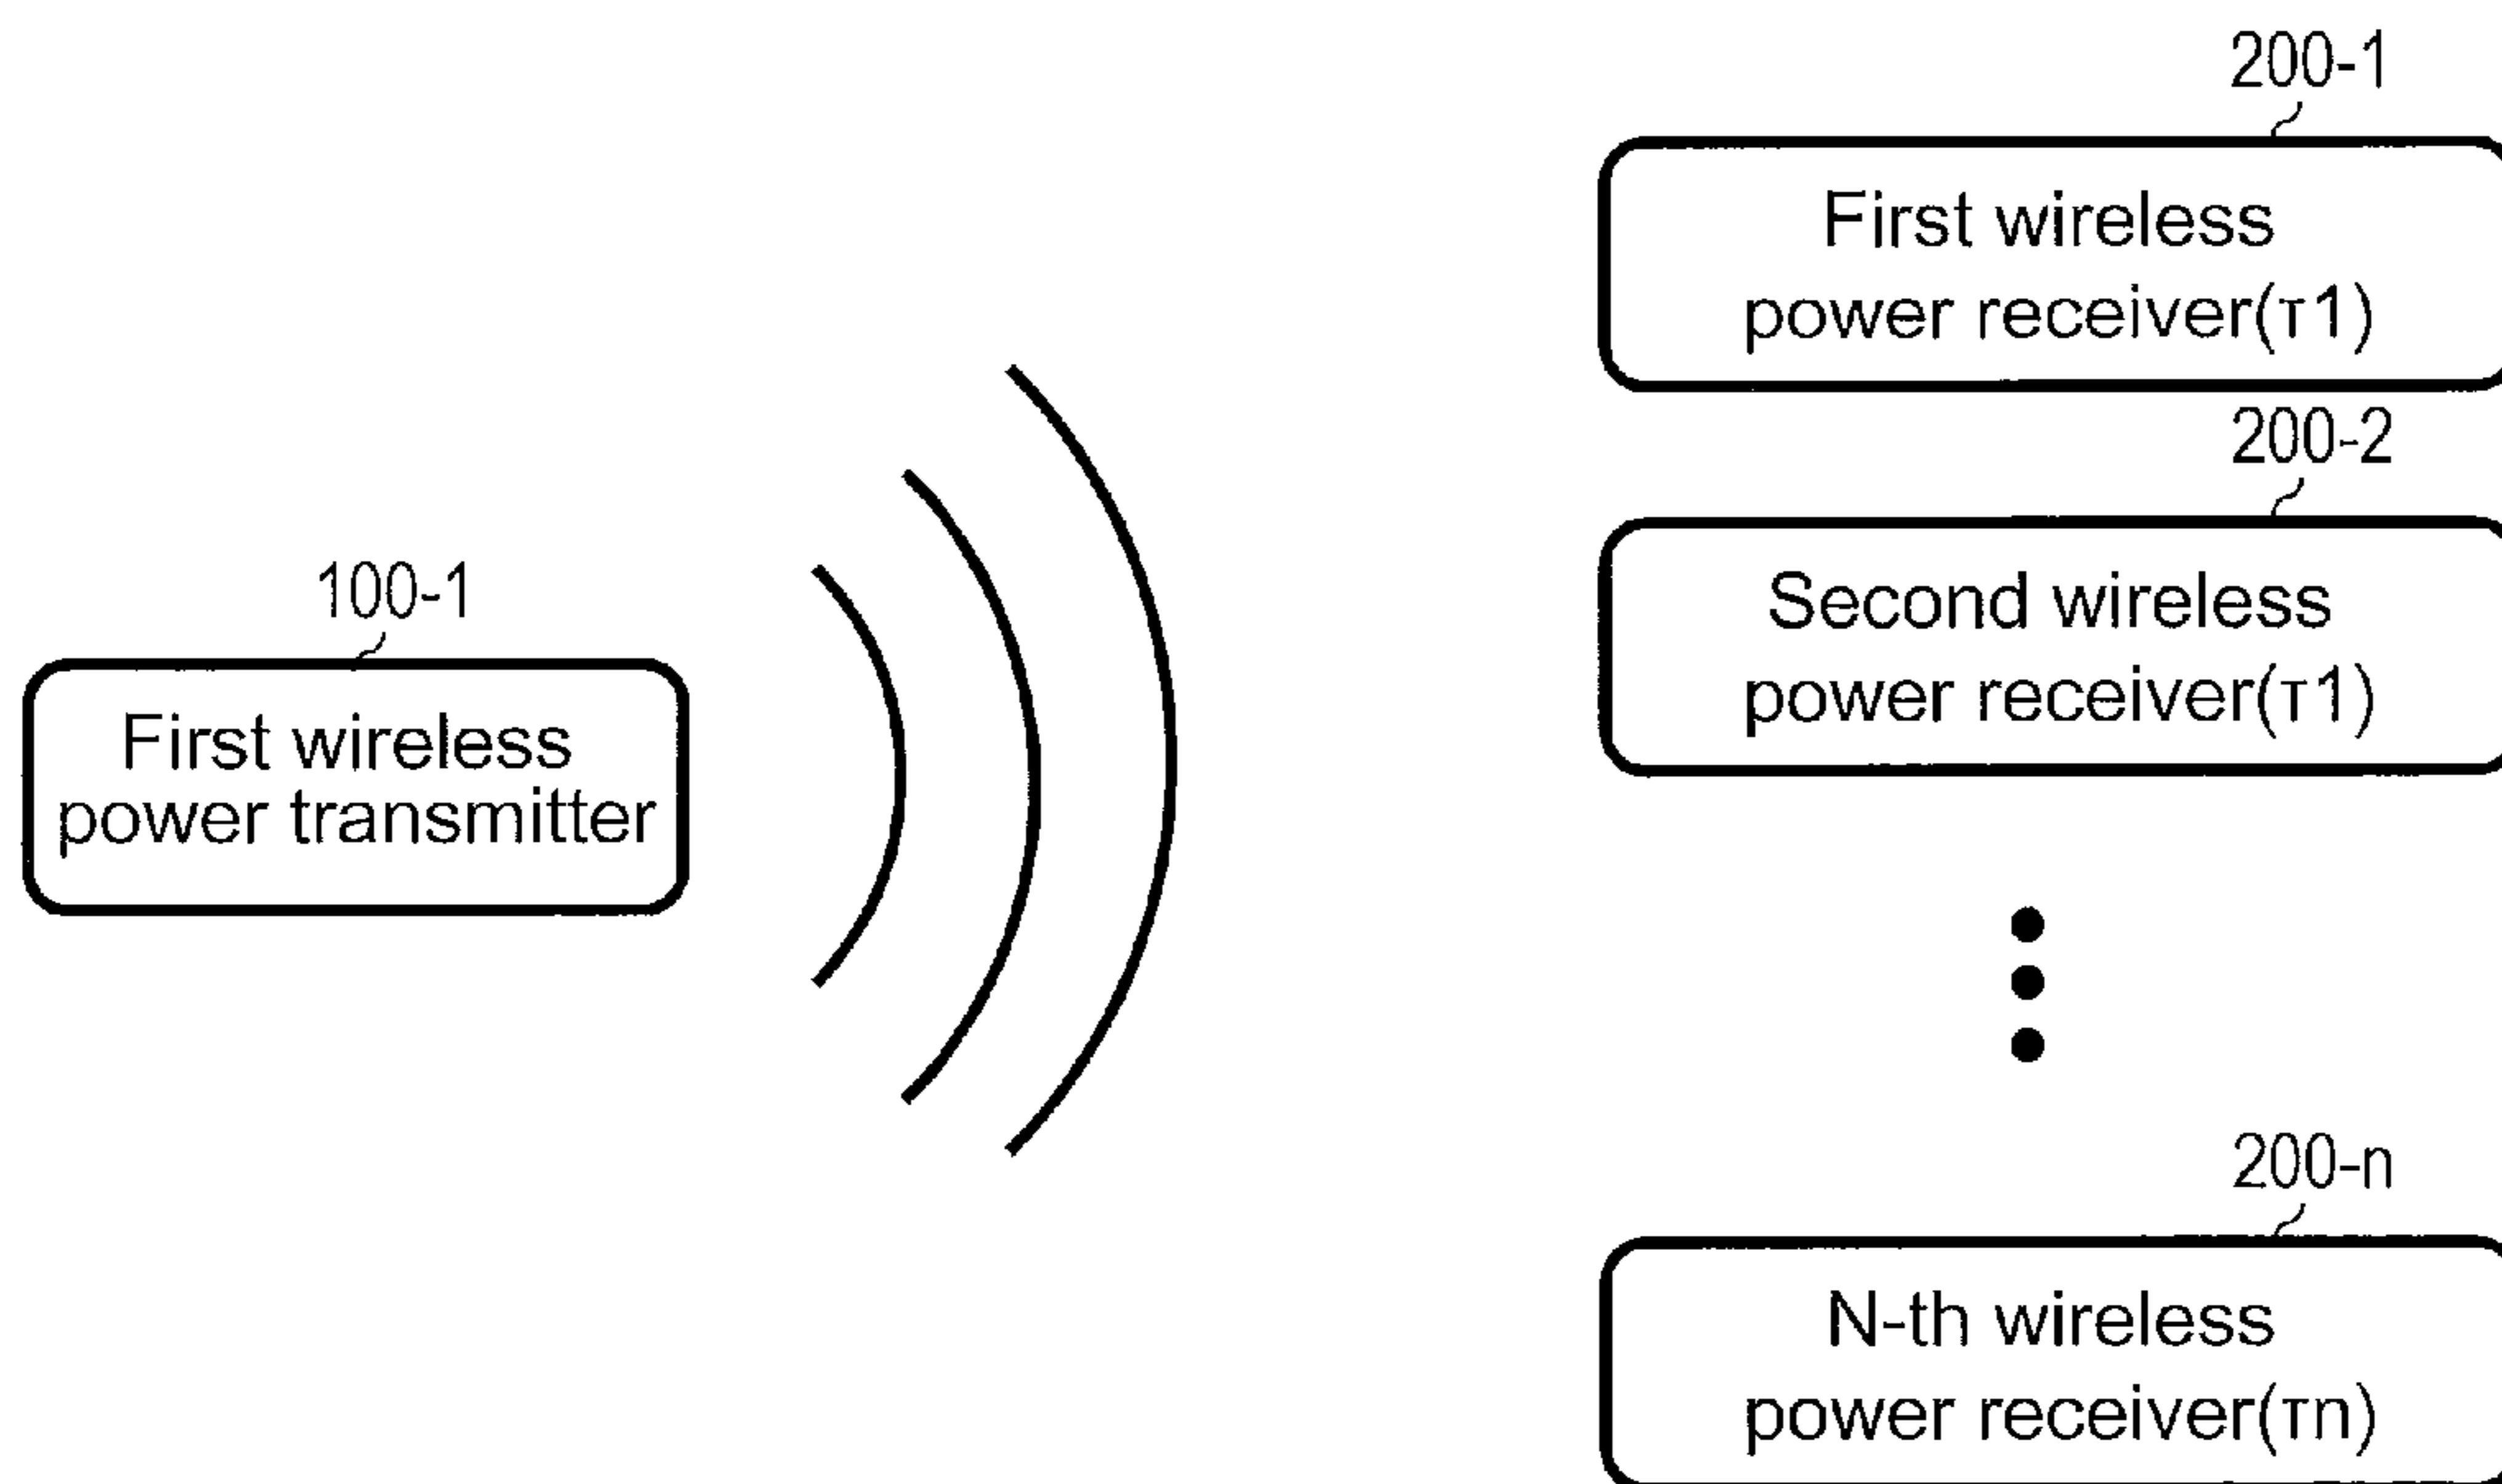 200-1
First wireless
power receiver(τ1)
200-2
Second wireless
power receiver(τ1)
100-1
First wireless
power transmitter
200-n
N-th wireless
power receiver(τn)